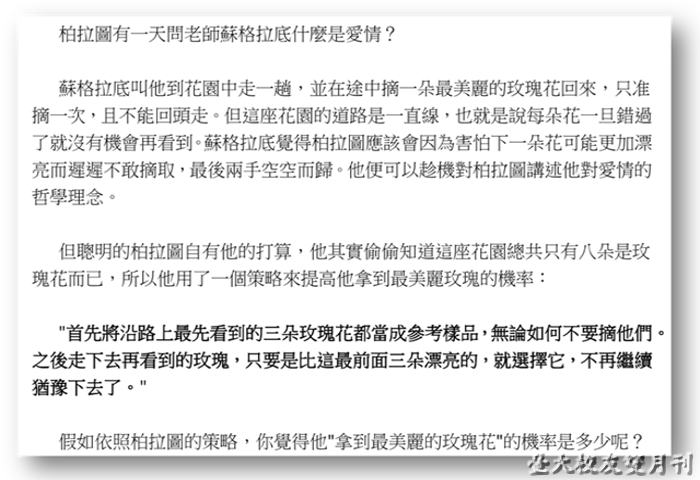 柏拉圖有一天問老師蘇格拉底什麼是愛情？
蘇格拉底叫他到花園中走一趟，並在途中摘一朵最美麗的玫瑰花回來，只准
摘一次，且不能回頭走。但這座花園的道路是一直線，也就是說每朵花一旦錯過
了就沒有機會再看到。蘇格拉底覺得柏拉圖應該會因為害怕下一朵花可能更加漂
亮而遲遲不敢摘取，最後兩手空空而歸。他便可以趁機對柏拉圖講述他對愛情的
哲學理念。
但聰明的柏拉圖自有他的打算，他其實偷偷知道這座花園總共只有八朵是玫
瑰花而已，所以他用了一個策略來提高他拿到最美麗玫瑰的機率：
"首先將沿路上最先看到的三朵玫瑰花都當成參考樣品，無論如何不要摘他們。
之後走下去再看到的玫瑰，只要是比這最前面三朵漂亮的，就選擇它，不再繼續
猶豫下去了。"
假如依照柏拉圖的策略，你覺得他"拿到最美麗的玫瑰花"的機率是多少呢？
臺大校友雙月刊